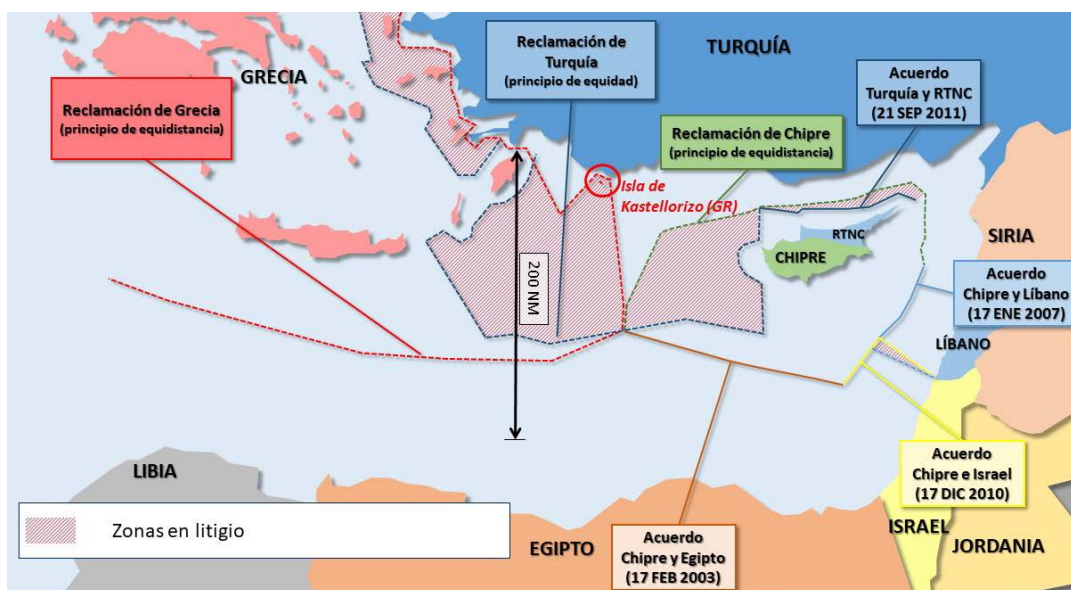 GRECIA
Reclamación de Grecia
(principio de equidistancia)
Reclamación de
Turquía
(principio de equidad)
TURQUÍA
Acuerdo
Turquía y RTNC
(21 SEP 2011)
Reclamación de Chipre
(principio de equidistancia)
Isla de
Kastellorizo (GR)
RTNC
CHIPRE
SIRIA
200 NM
Acuerdo
Chipre y Líbano
(17 ENE 2007)
LÍBANO
LIBIA
Acuerdo
Chipre e Israel
(17 DIC 2010)
Zonas en litigio
EGIPTO
Acuerdo
Chipre y Egipto
(17 FEB 2003)
ISRAEL
JORDANIA